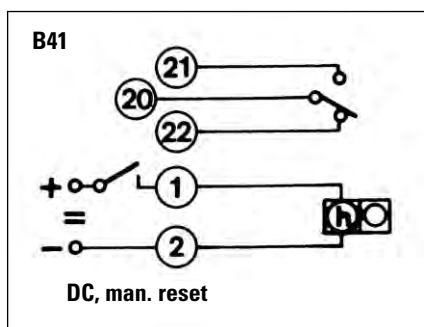 B41
21
20
22
+ 1
=
h
- 2
DC, man. reset